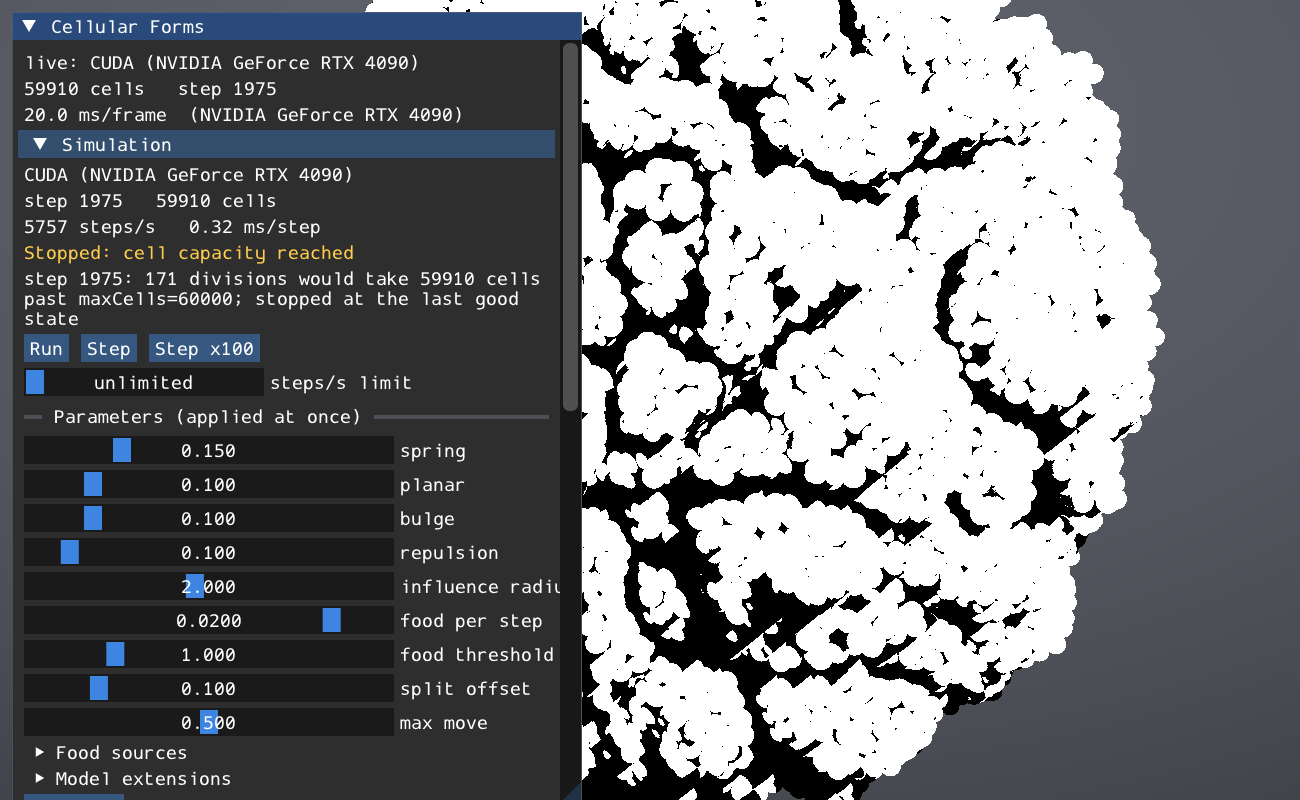 Cellular Forms
live: CUDA (NVIDIA GeForce RTX 4090)
59910 cells   step 1975
20.0 ms/frame  (NVIDIA GeForce RTX 4090)
Simulation
CUDA (NVIDIA GeForce RTX 4090)
step 1975   59910 cells
5757 steps/s   0.32 ms/step
Stopped: cell capacity reached
step 1975: 171 divisions would take 59910 cells
past maxCells=60000; stopped at the last good
state
Run Step Step x100
unlimited steps/s limit
Parameters (applied at once)
0.150 spring
0.100 planar
0.100 bulge
0.100 repulsion
2.000 influence radiu
0.0200 food per step
1.000 food threshold
0.100 split offset
0.500 max move
Food sources
Model extensions